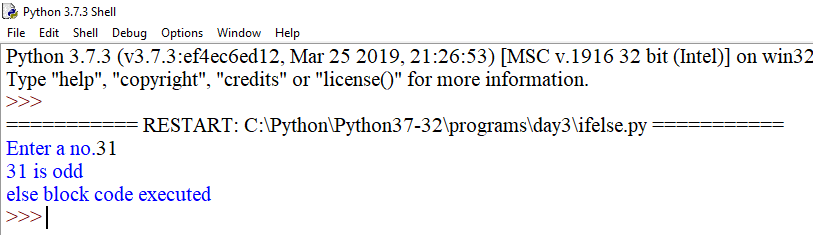 Python 3.7.3 Shell
File Edit Shell Debug Options Window Help
Python 3.7.3 (v3.7.3:ef4ec6ed12, Mar 25 2019, 21:26:53) [MSC v.1916 32 bit (Intel)] on win32
Type "help", "copyright", "credits" or "license()" for more information.
>>>
=========== RESTART: C:\Python\Python37-32\programs\day3\ifelse.py ===========
Enter a no.31
31 is odd
else block code executed
>>>